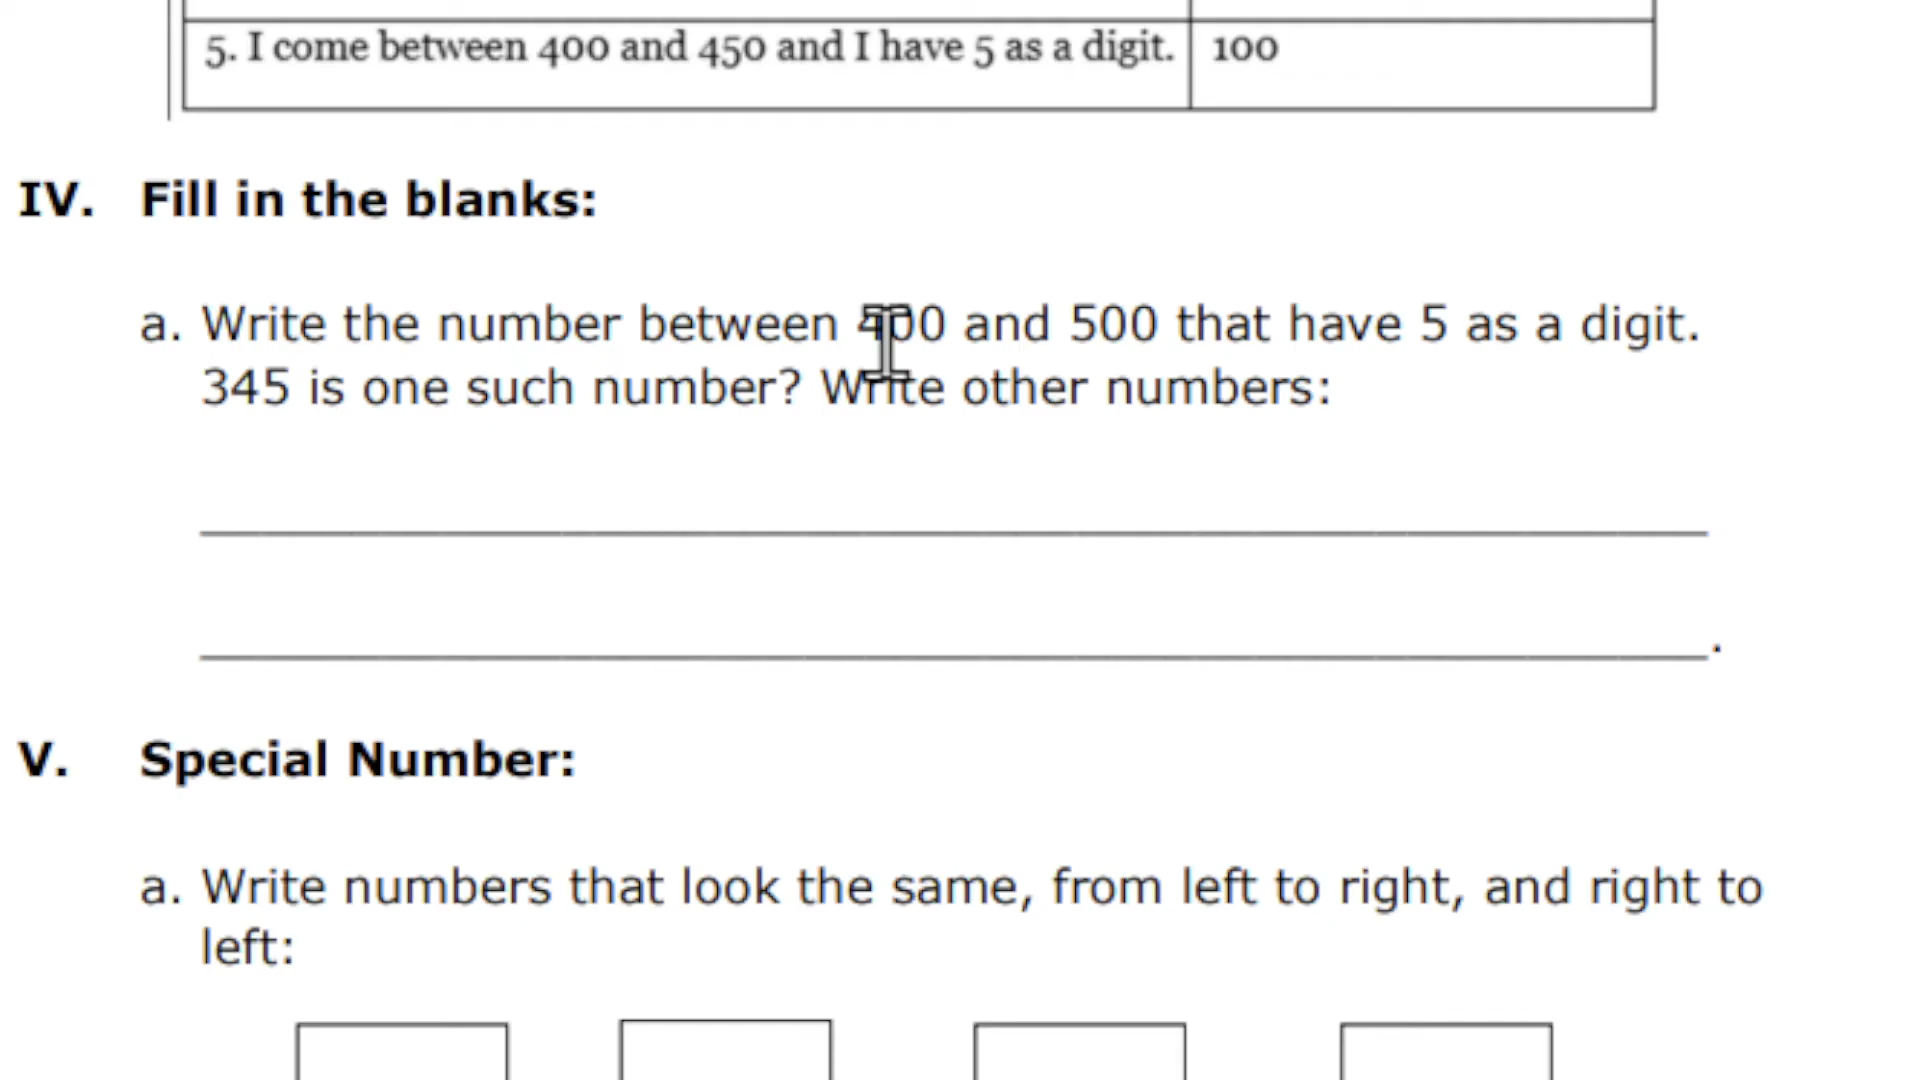 5. I come between 400 and 450 and I have 5 as a digit. 100
IV. Fill in the blanks:
a. Write the number between 400 and 500 that have 5 as a digit.
345 is one such number? Write other numbers:
.
V. Special Number:
a. Write numbers that look the same, from left to right, and right to
left: